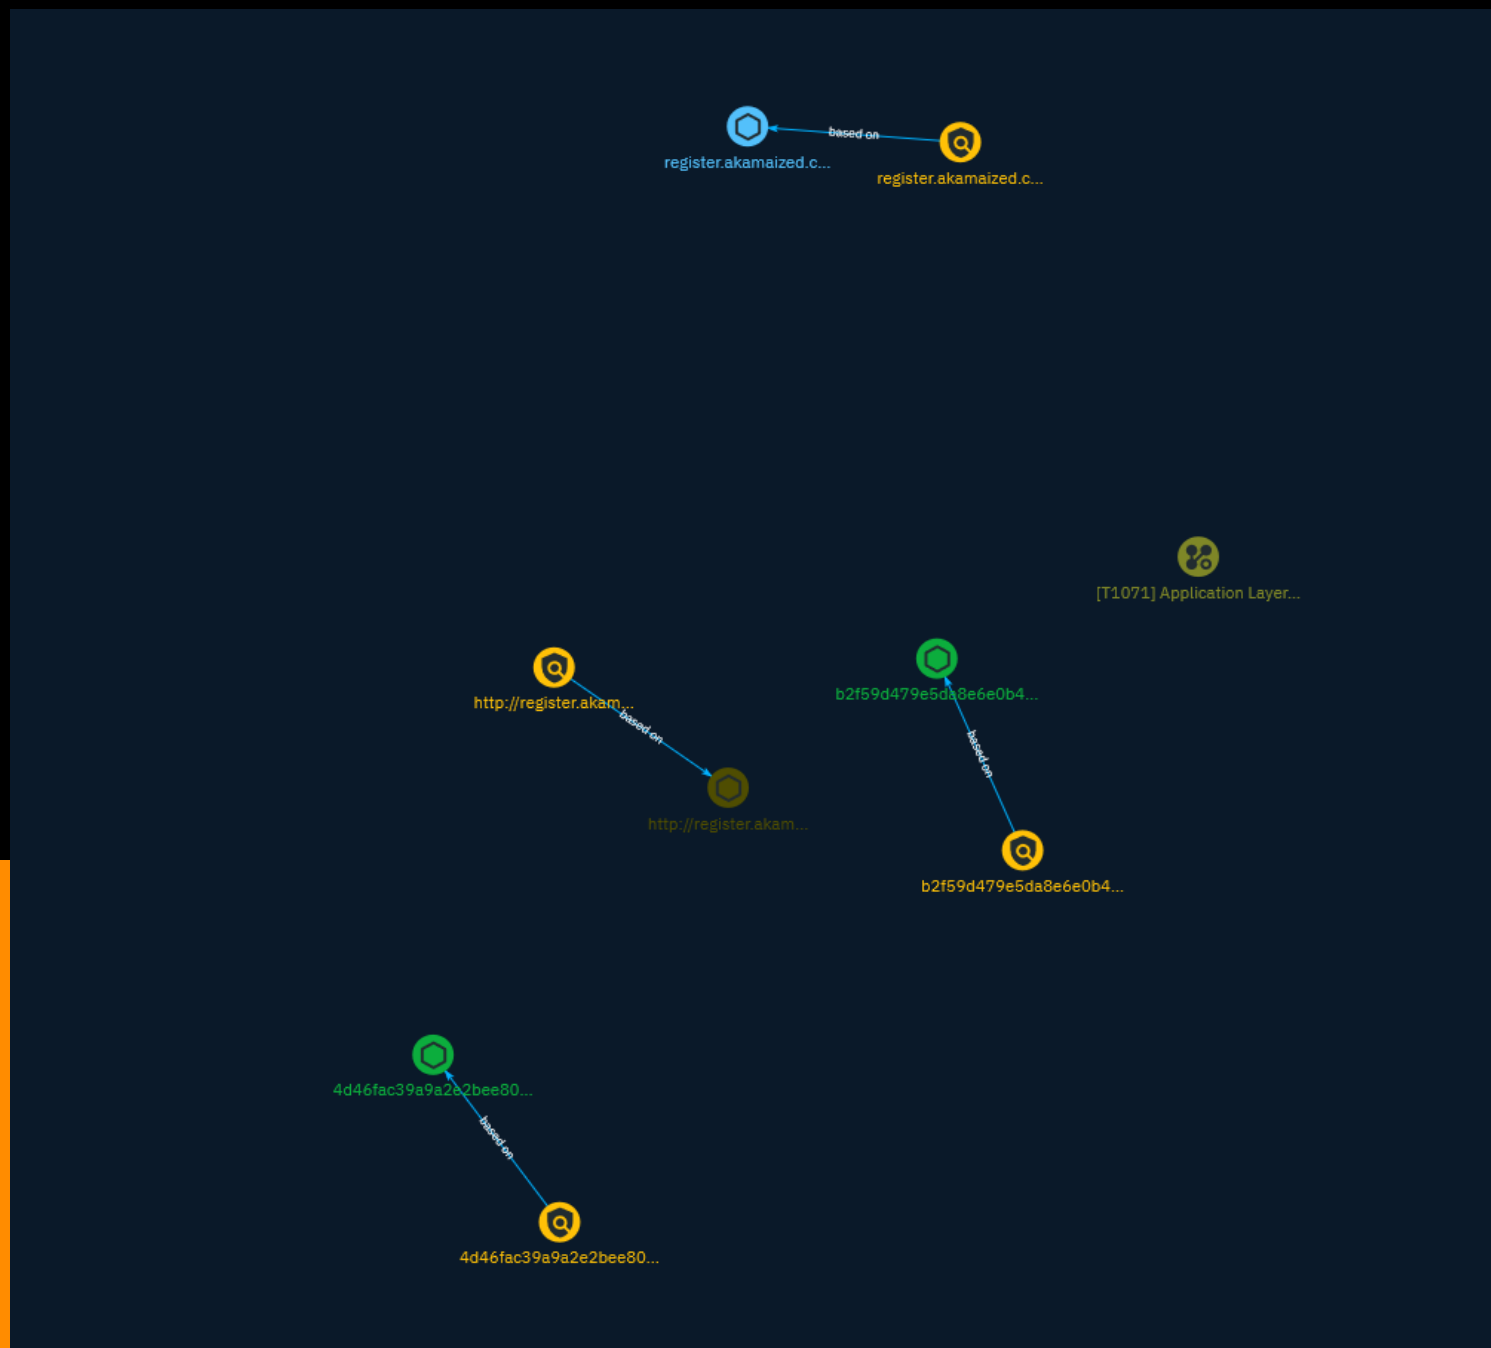 based on
register.akamaized.c...
register.akamaized.c...
[T1071] Application Layer...
http://register.akam...
b2f59d479e5da8e6e0b4...
based on
based on
http://register.akam...
b2f59d479e5da8e6e0b4...
4d46fac39a9a2e2bee80...
based on
4d46fac39a9a2e2bee80...